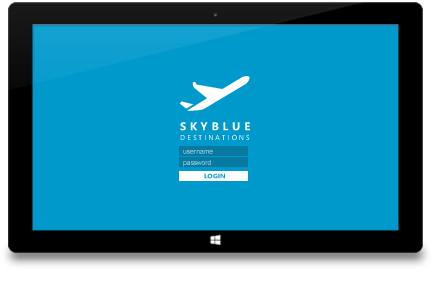 SKYBLUE
DESTINATIONS
username
password
LOGIN